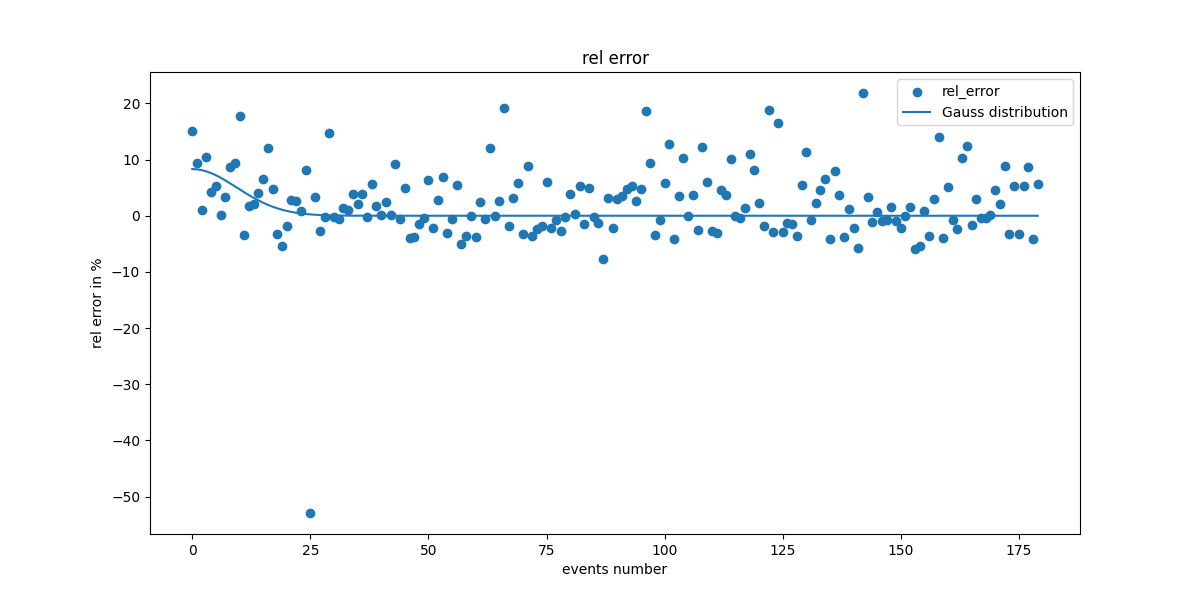 rel error
rel_error
Gauss distribution
rel error in %
20
10
0
−10
−20
−30
−40
−50
0 25 50 75 100 125 150 175
events number